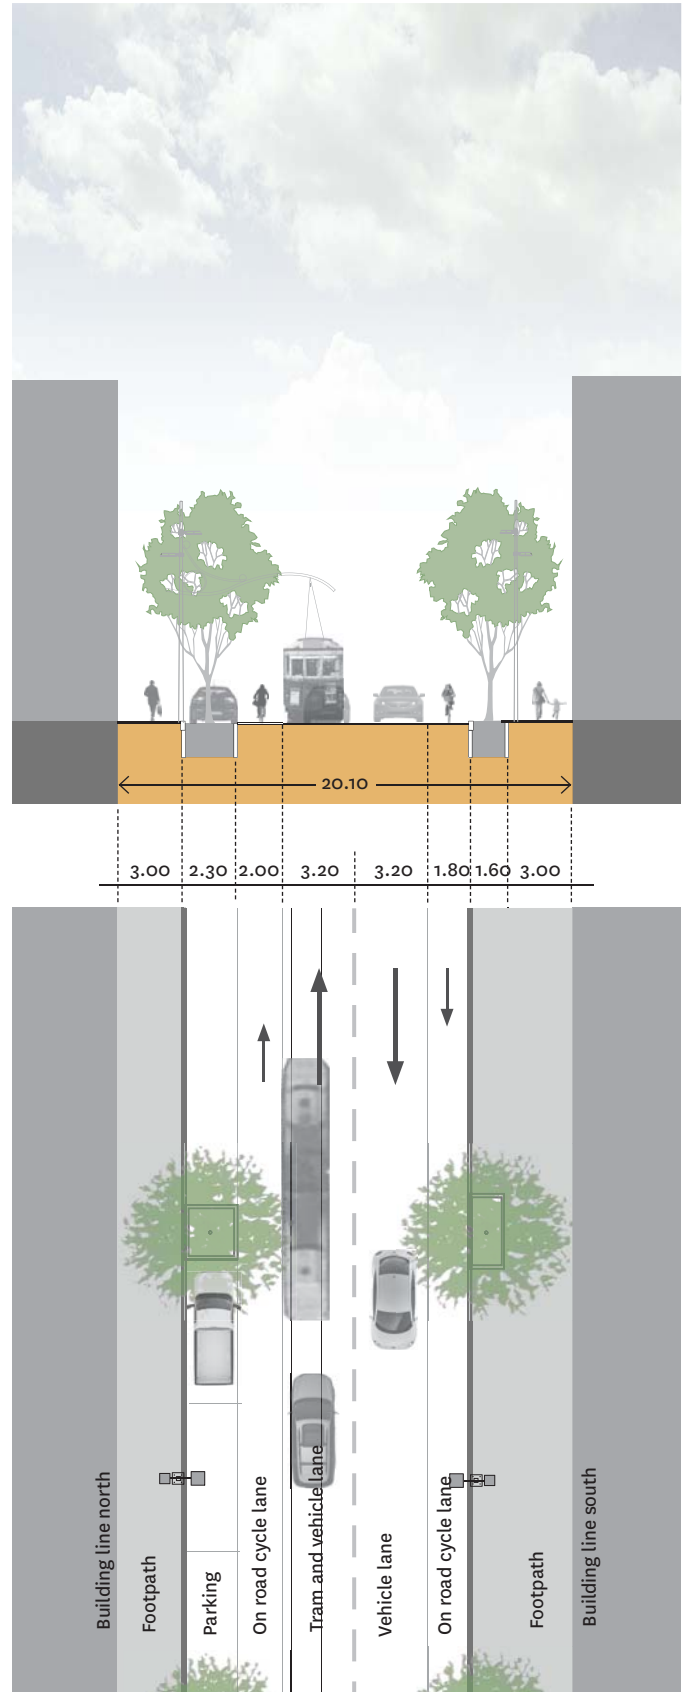 20.10
3.00 2.30 2.00 3.20 3.20 1.80 1.60 3.00
Building line north
Footpath
Parking
On road cycle lane
Tram and vehicle lane
Vehicle lane
On road cycle lane
Footpath
Building line south